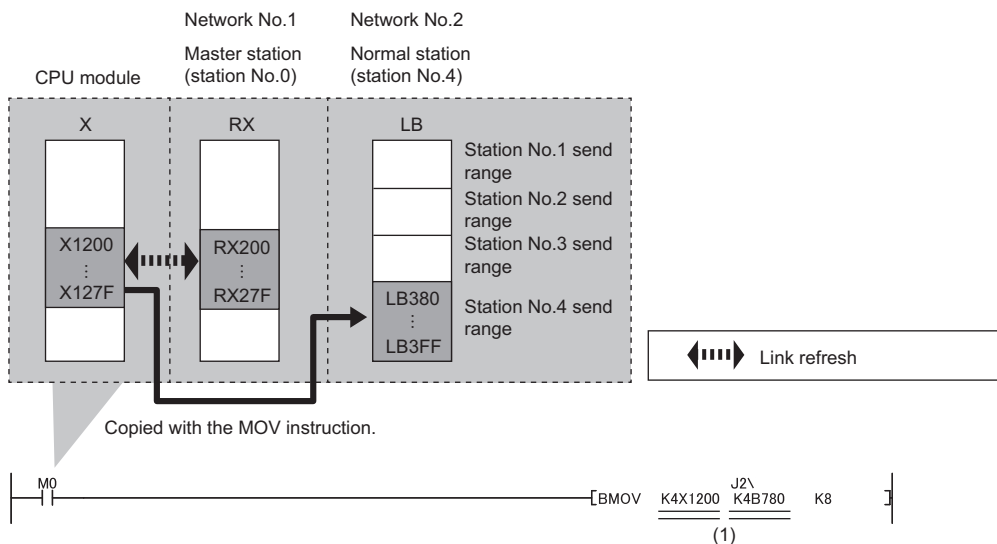 Network No.1
Network No.2
Master station
(station No.0)
Normal station
(station No.4)
CPU module
X
RX
LB
Station No.1 send
range
Station No.2 send
range
Station No.3 send
range
X1200
⋮
X127F
RX200
⋮
RX27F
LB380
⋮
LB3FF
Station No.4 send
range
Link refresh
Copied with the MOV instruction.
M0
J2\
BMOV K4X1200 K4B780 K8
(1)